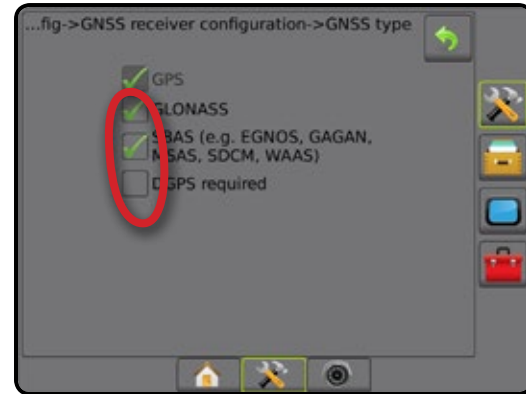 ...fig->GNSS receiver configuration->GNSS type
GPS
GLONASS
SBAS (e.g. EGNOS, GAGAN,
MSAS, SDCM, WAAS)
DGPS required